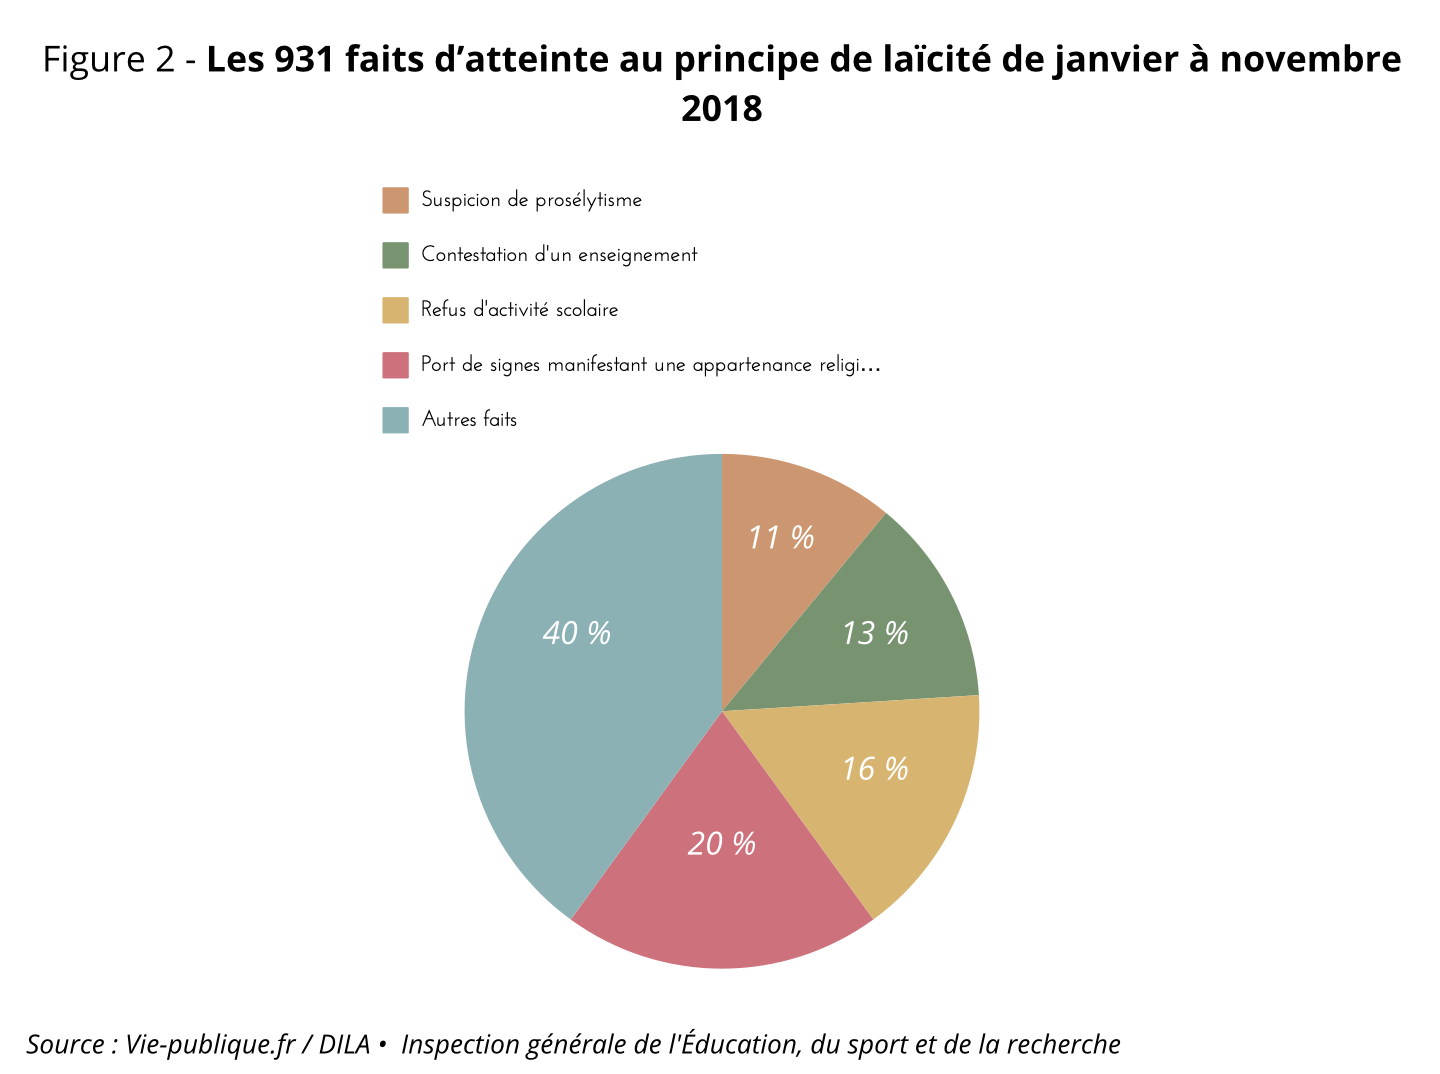 Figure 2 - Les 931 faits d’atteinte au principe de laïcité de janvier à novembre
2018
Suspicion de prosélytisme
Contestation d'un enseignement
Refus d'activité scolaire
Port de signes manifestant une appartenance religi…
Autres faits
11 %
13 %
40 %
16 %
20 %
Source : Vie-publique.fr / DILA •  Inspection générale de l'Éducation, du sport et de la recherche